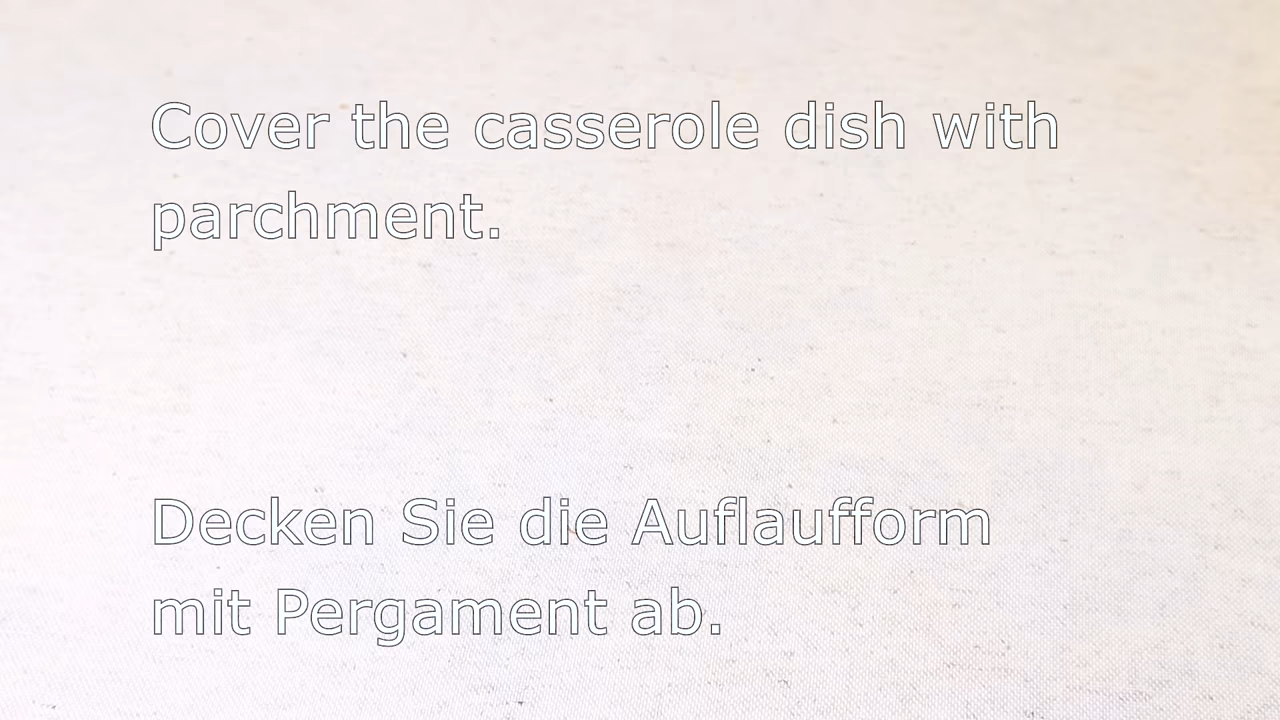 Cover the casserole dish with
parchment.
Decken Sie die Auflaufform
mit Pergament ab.